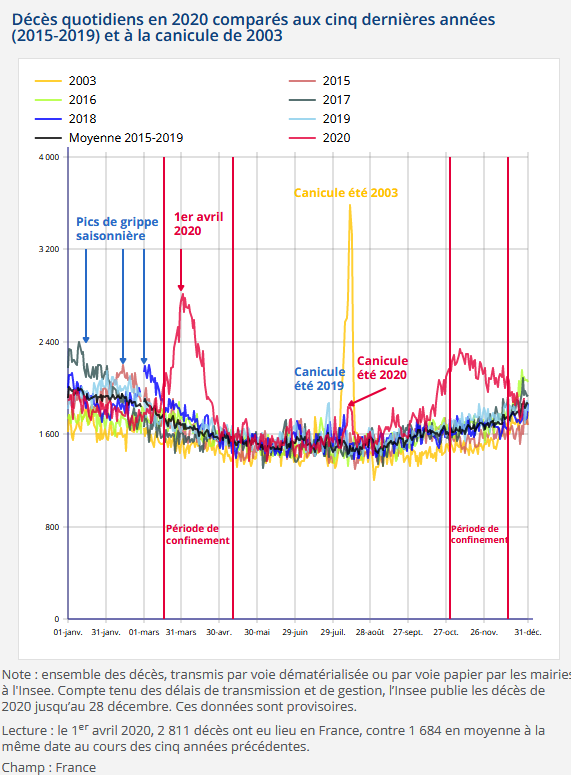 Décès quotidiens en 2020 comparés aux cinq dernières années
(2015-2019) et à la canicule de 2003
2003
2015
2016
2017
2018
2019
Moyenne 2015-2019
2020
4 000
Canicule été 2003
Pics de grippe
saisonnière
1er avril
2020
3 200
2 400
Canicule
été 2019
Canicule
été 2020
1 600
800
Période de
confinement
Période de
confinement
0
01-janv. 31-janv. 01-mars 31-mars 30-avr. 30-mai 29-juin 29-juil. 28-août 27-sept. 27-oct. 26-nov. 31-déc.
Note : ensemble des décès, transmis par voie dématérialisée ou par voie papier par les mairies
à l'Insee. Compte tenu des délais de transmission et de gestion, l'Insee publie les décès de
2020 jusqu'au 28 décembre. Ces données sont provisoires.
Lecture : le 1er avril 2020, 2 811 décès ont eu lieu en France, contre 1 684 en moyenne à la
même date au cours des cinq années précédentes.
Champ : France